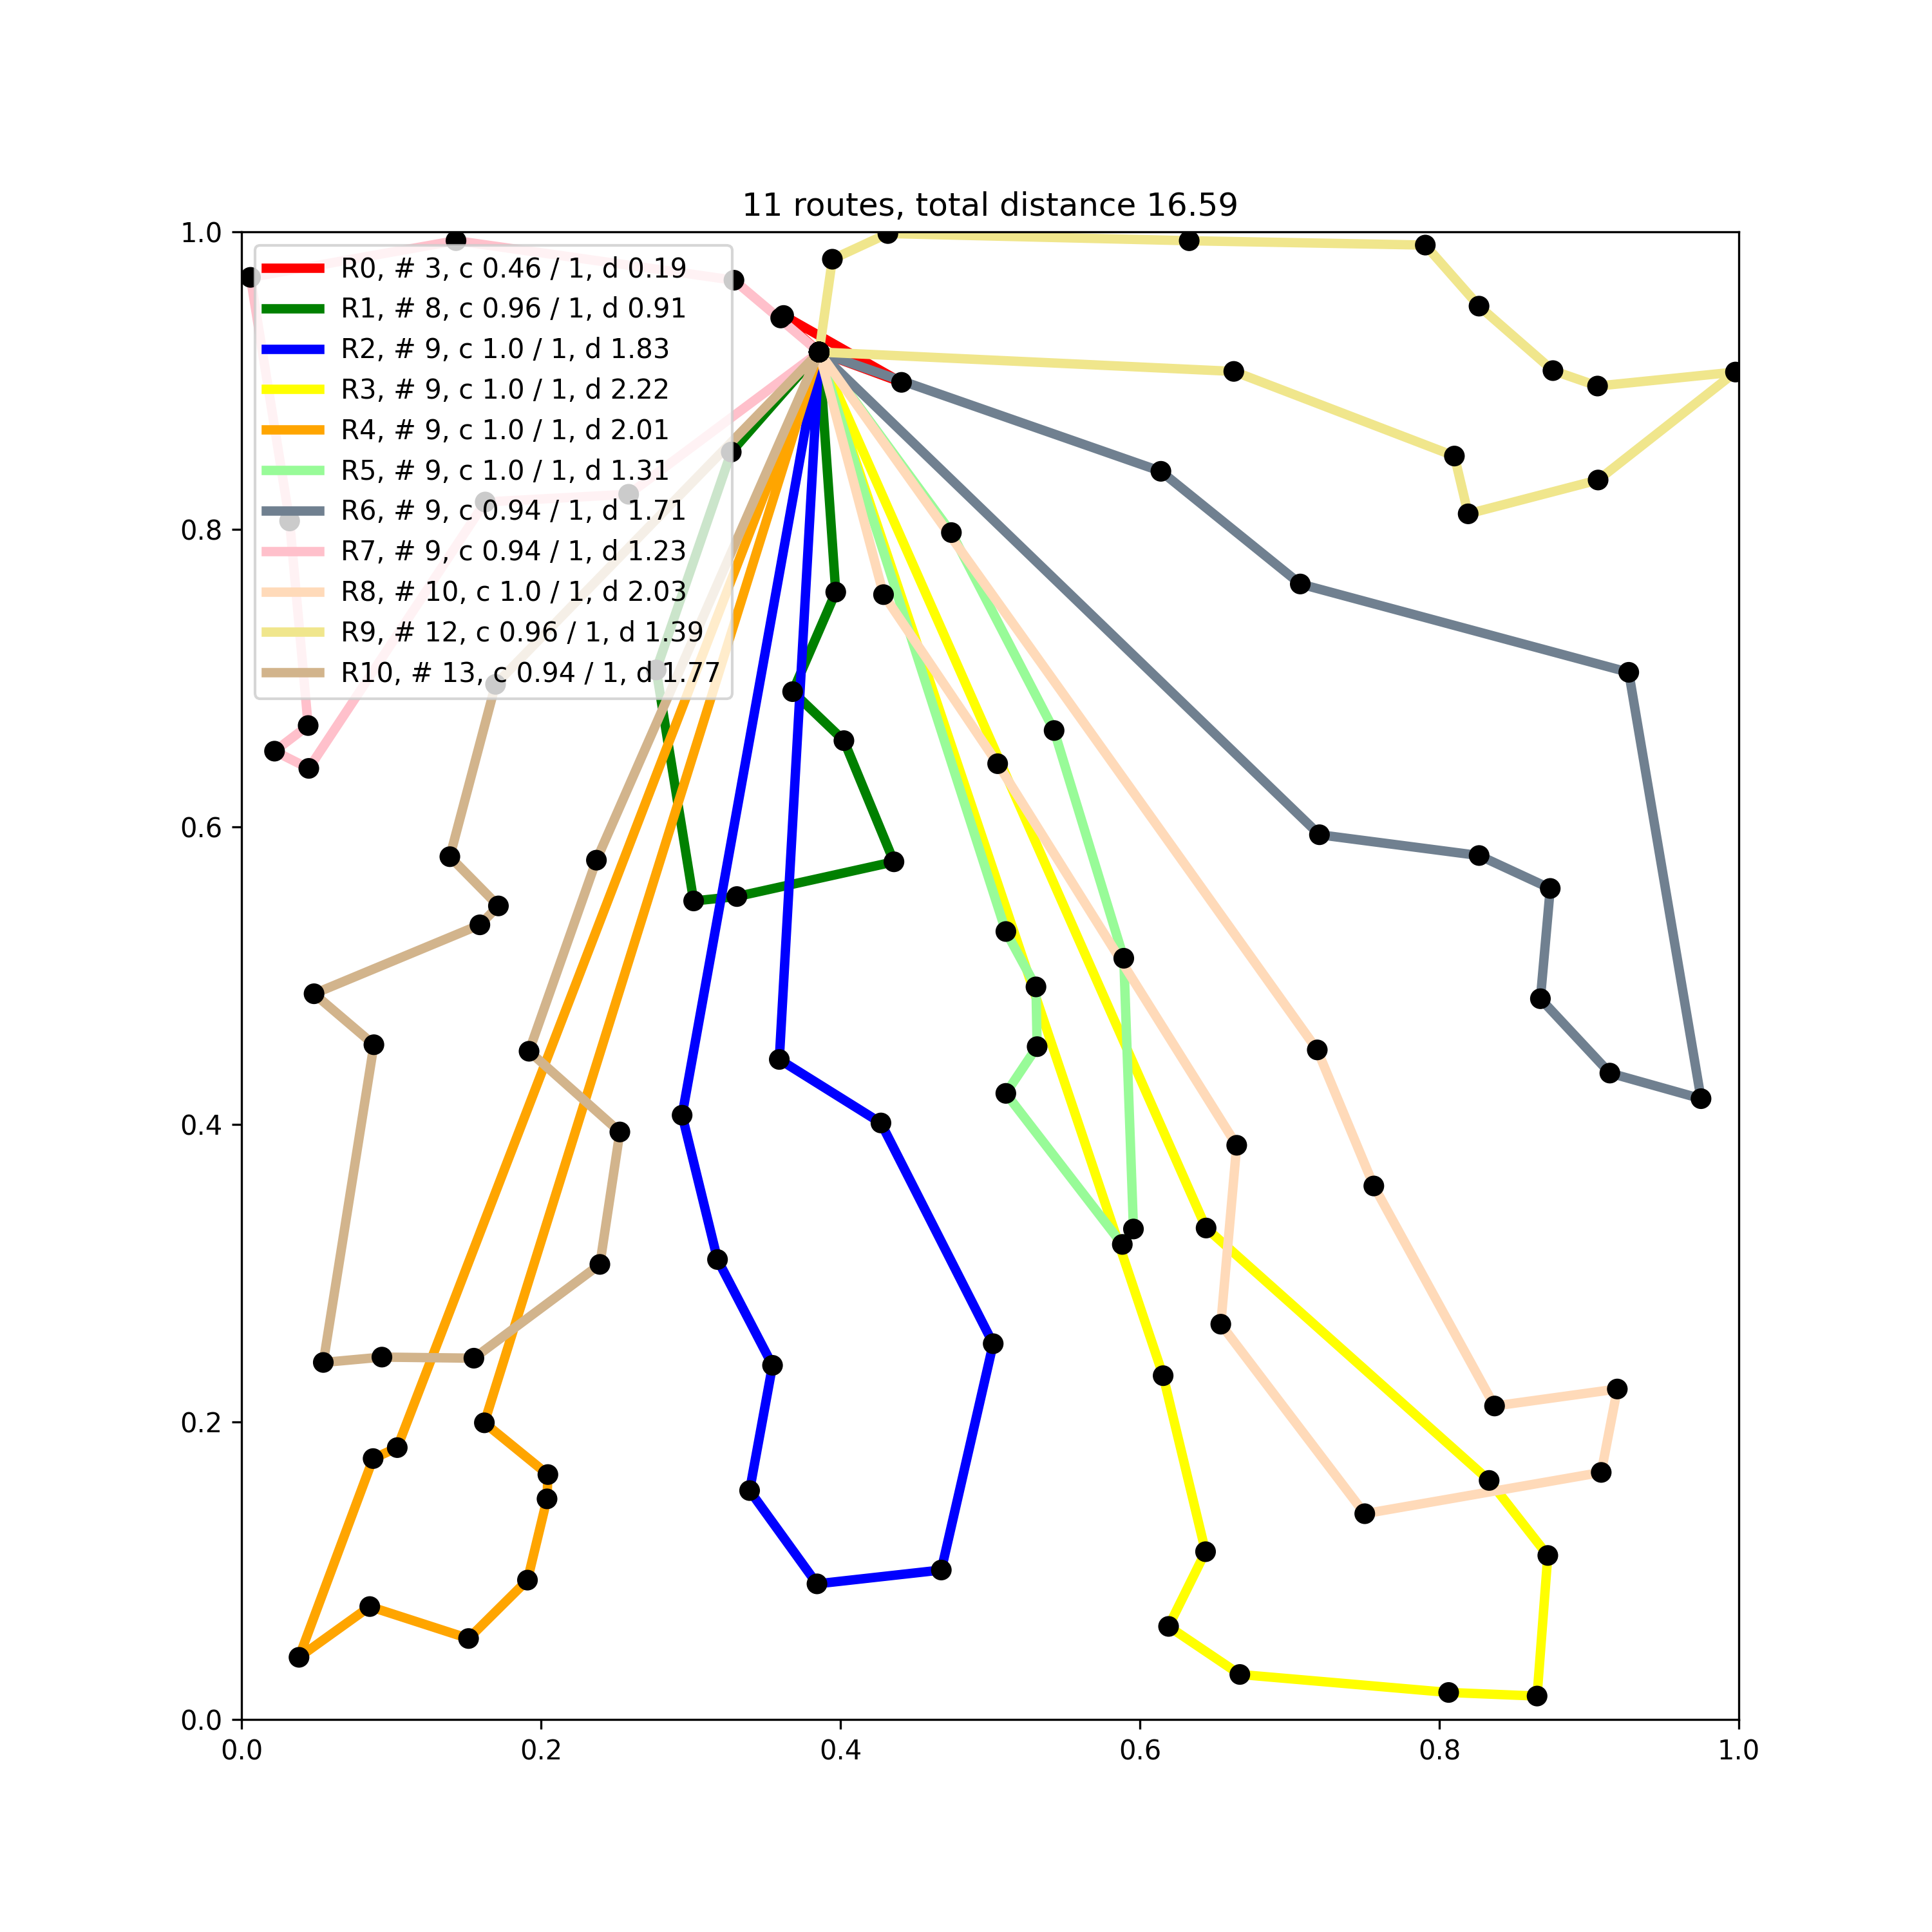 11 routes, total distance 16.59
1.0
R0, # 3, c 0.46 / 1, d 0.19
R1, # 8, c 0.96 / 1, d 0.91
R2, # 9, c 1.0 / 1, d 1.83
R3, # 9, c 1.0 / 1, d 2.22
R4, # 9, c 1.0 / 1, d 2.01
R5, # 9, c 1.0 / 1, d 1.31
R6, # 9, c 0.94 / 1, d 1.71
R7, # 9, c 0.94 / 1, d 1.23
R8, # 10, c 1.0 / 1, d 2.03
R9, # 12, c 0.96 / 1, d 1.39
R10, # 13, c 0.94 / 1, d 1.77
0.8
0.6
0.4
0.2
0.0
0.0 0.2 0.4 0.6 0.8 1.0